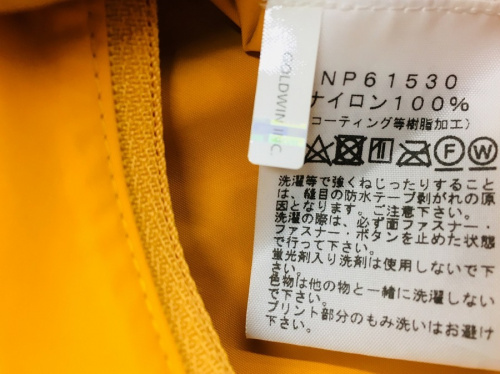 GOLDWIN INC.
NP61530
ナイロン100%
コーティング等樹脂加工)
F W
洗濯等で強くねじったりすること
は、縫目の防水テープ剥がれの原
因となります。ご注意下さい。
洗濯の際は、必ず面ファスナー・
ファスナー・ボタンを止めた状態
で行って下さい。
蛍光剤入り洗剤は使用しないで下
さい。
色物は他の物と一緒に洗濯しない
で下さい。
プリント部分のもみ洗いはお避け
下さい。